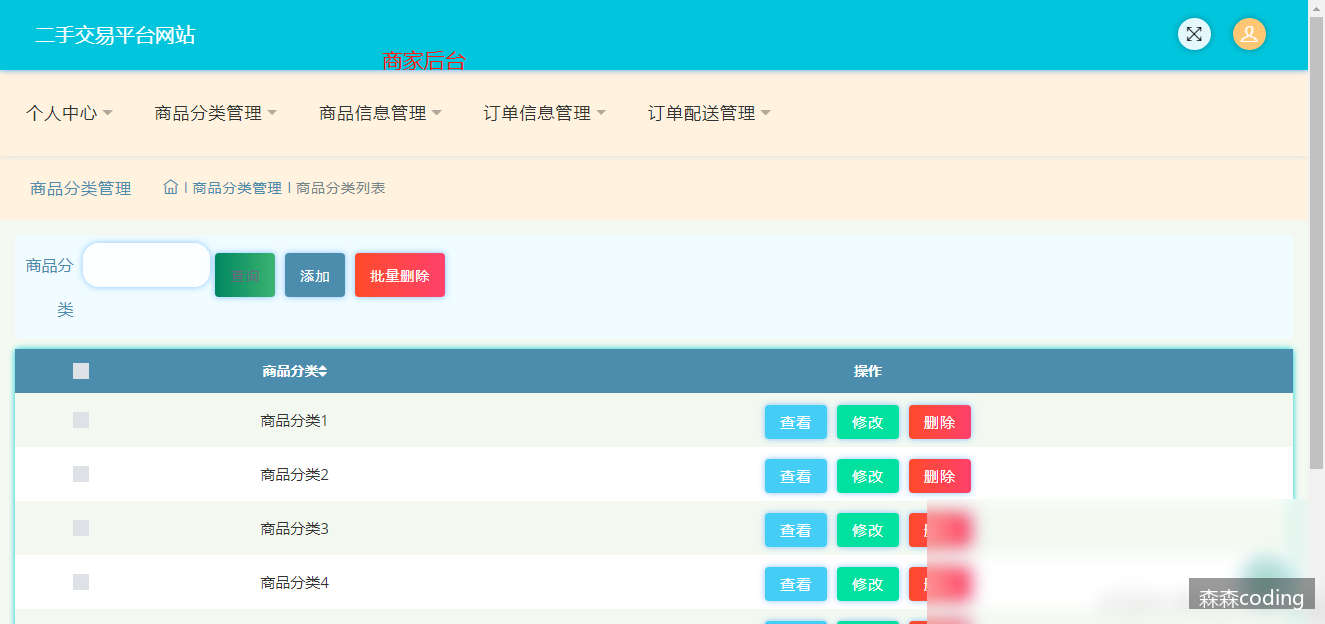 二手交易平台网站
商家后台
个人中心 商品分类管理 商品信息管理 订单信息管理 订单配送管理
商品分类管理 | 商品分类管理 | 商品分类列表
商品分类
查询 添加 批量删除
商品分类 操作
商品分类1 查看 修改 删除
商品分类2 查看 修改 删除
商品分类3 查看 修改
商品分类4 查看 修改
森森coding